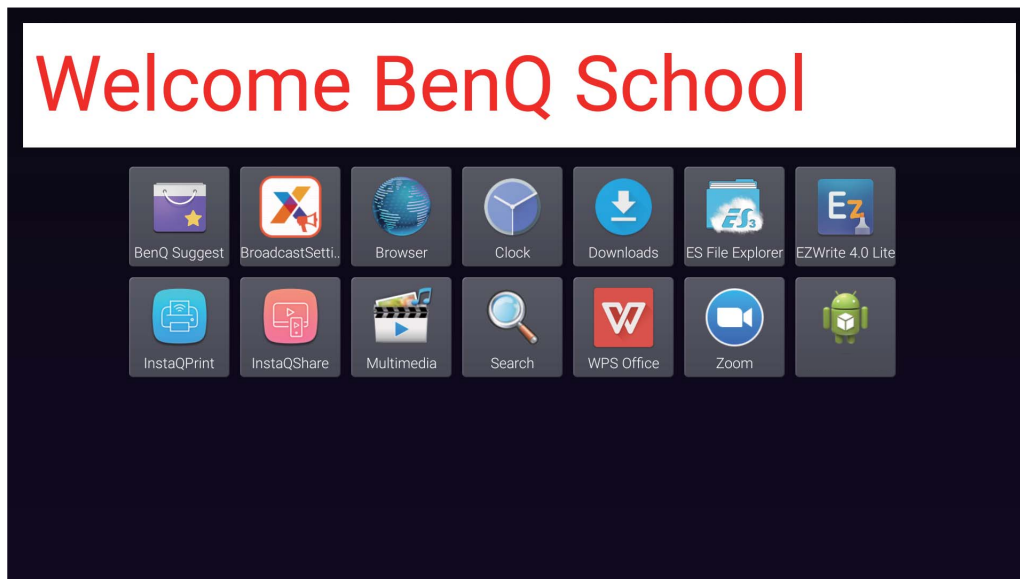 Welcome BenQ School
BenQ Suggest BroadcastSetti.. Browser Clock Downloads ES File Explorer EZWrite 4.0 Lite
InstaQPrint InstaQShare Multimedia Search WPS Office Zoom